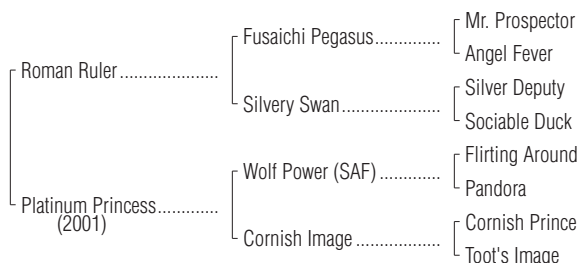 Mr. Prospector
Fusaichi Pegasus..............
Angel Fever
Roman Ruler.....................
Silver Deputy
Silvery Swan.....................
Sociable Duck
Flirting Around
Wolf Power (SAF) .............
Pandora
Platinum Princess.............
(2001)
Cornish Prince
Cornish Image ..................
Toot's Image